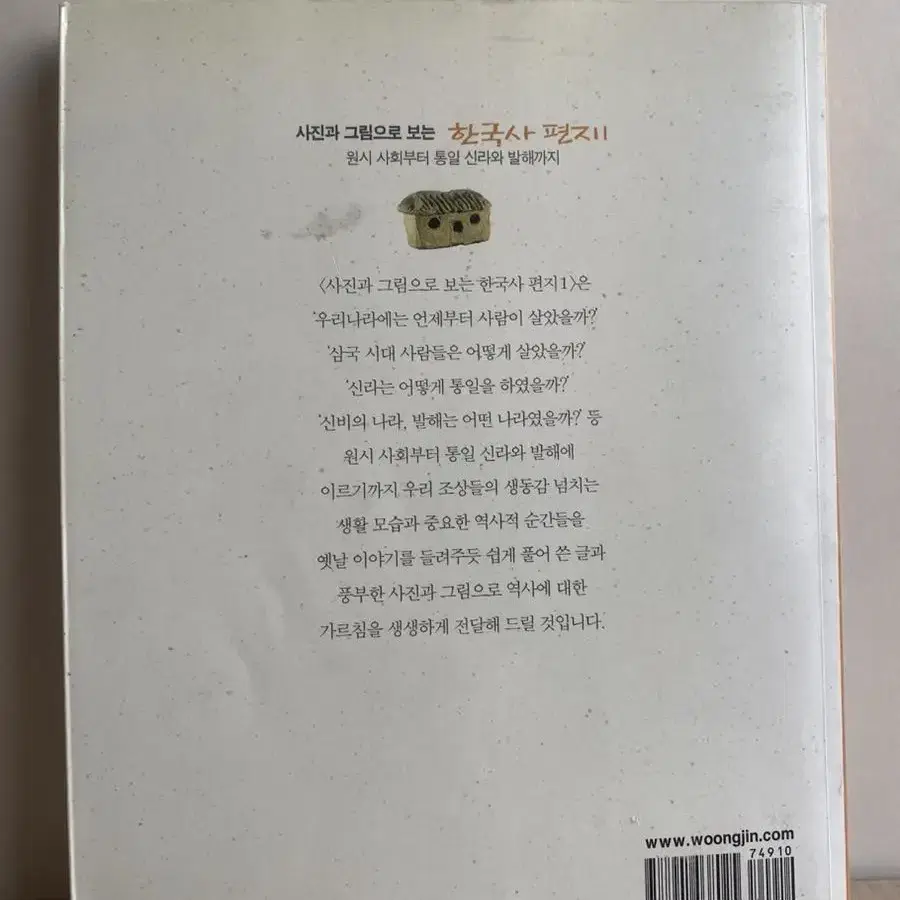 사진과 그림으로 보는 한국사 편지1
원시 사회부터 통일 신라와 발해까지
〈사진과 그림으로 보는 한국사 편지1〉은
'우리나라에는 언제부터 사람이 살았을까?'
'삼국 시대 사람들은 어떻게 살았을까?'
'신라는 어떻게 통일을 하였을까?'
'신비의 나라, 발해는 어떤 나라였을까?' 등
원시 사회부터 통일 신라와 발해에
이르기까지 우리 조상들의 생동감 넘치는
생활 모습과 중요한 역사적 순간들을
옛날 이야기를 들려주듯 쉽게 풀어 쓴 글과
풍부한 사진과 그림으로 역사에 대한
가르침을 생생하게 전달해 드릴 것입니다.
www.woongjin.com
74910